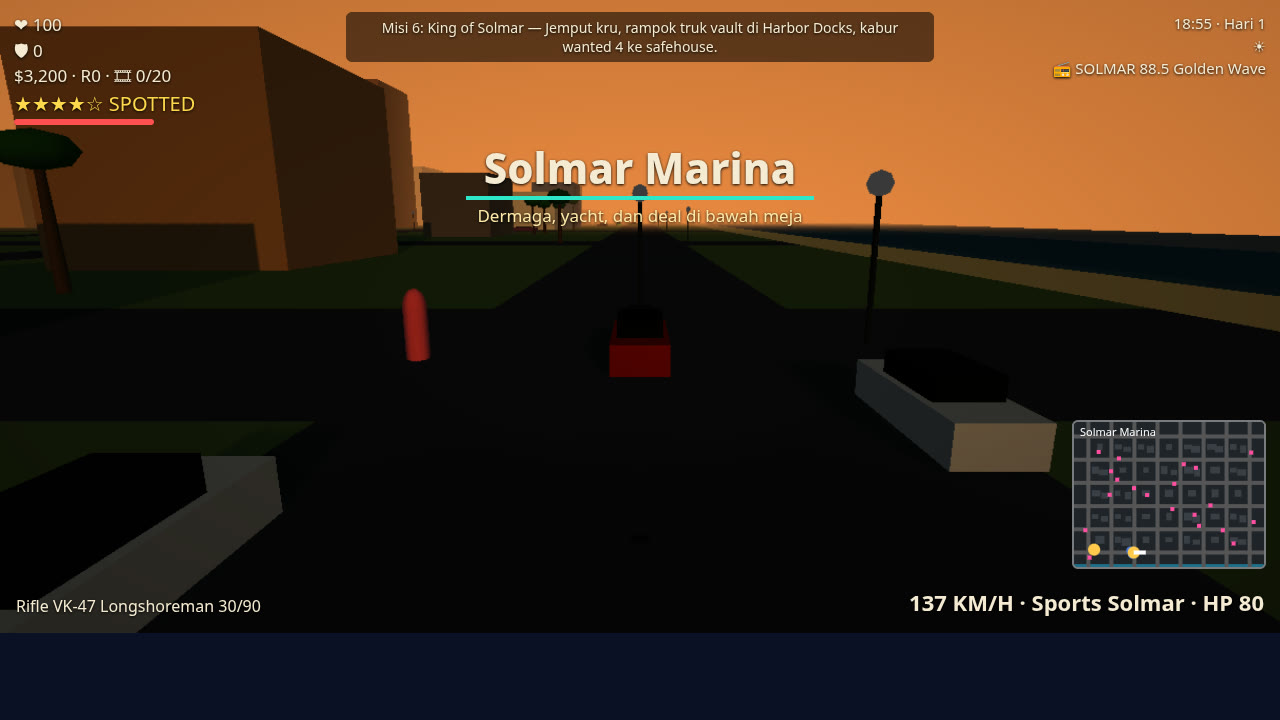 ❤ 100
🛡 0
$3,200 · R0 · 🎞 0/20
★★★★☆ SPOTTED
Misi 6: King of Solmar — Jemput kru, rampok truk vault di Harbor Docks, kabur
wanted 4 ke safehouse.
18:55 · Hari 1
☀
📻 SOLMAR 88.5 Golden Wave
Solmar Marina
Dermaga, yacht, dan deal di bawah meja
Solmar Marina
Rifle VK-47 Longshoreman 30/90
137 KM/H · Sports Solmar · HP 80